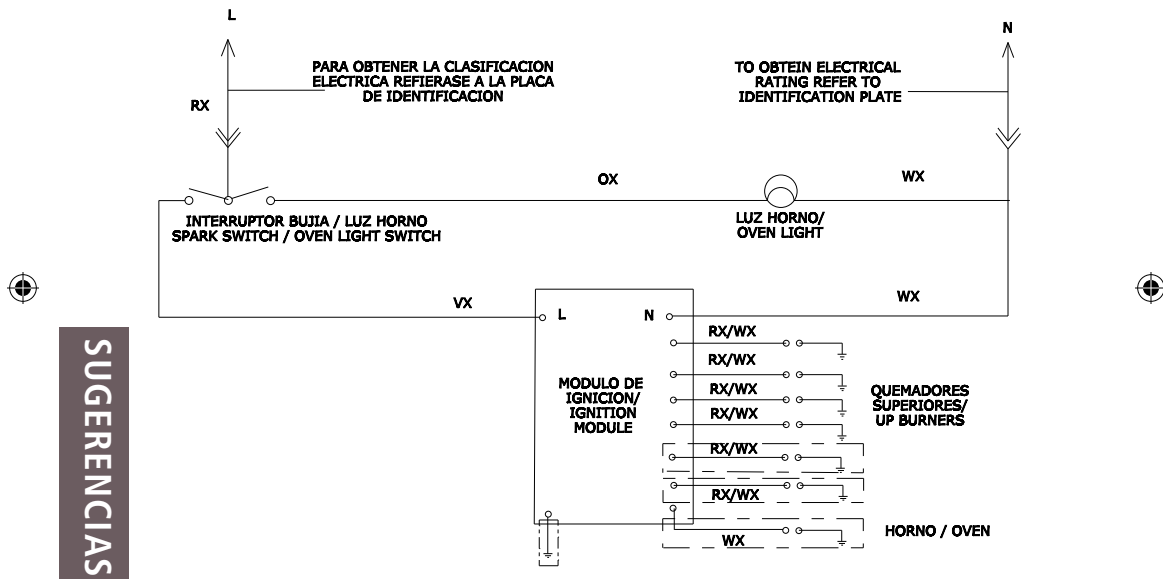 L
N
PARA OBTENER LA CLASIFICACION
ELECTRICA REFIERASE A LA PLACA
DE IDENTIFICACION
TO OBTEIN ELECTRICAL
RATING REFER TO
IDENTIFICATION PLATE
RX
OX
WX
INTERRUPTOR BUJIA / LUZ HORNO
SPARK SWITCH / OVEN LIGHT SWITCH
LUZ HORNO/
OVEN LIGHT
VX
WX
L
N
RX/WX
RX/WX
RX/WX
RX/WX
RX/WX
RX/WX
WX
MODULO DE
IGNICION/
IGNITION
MODULE
QUEMADORES
SUPERIORES/
UP BURNERS
HORNO / OVEN
SUGERENCIAS